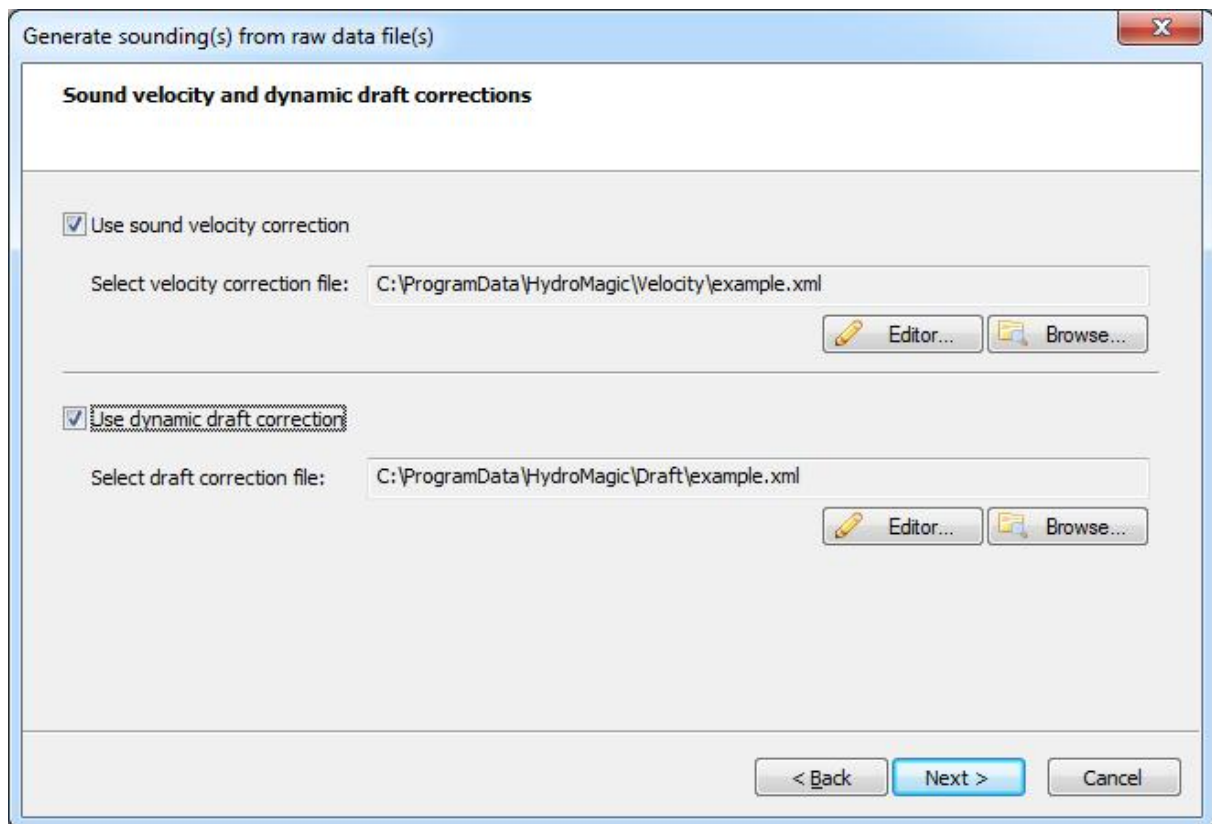 Generate sounding(s) from raw data file(s)
Sound velocity and dynamic draft corrections
Use sound velocity correction
Select velocity correction file: C:\ProgramData\HydroMagic\Velocity\example.xml
Editor... Browse...
Use dynamic draft correction
Select draft correction file: C:\ProgramData\HydroMagic\Draft\example.xml
Editor... Browse...
< Back Next > Cancel